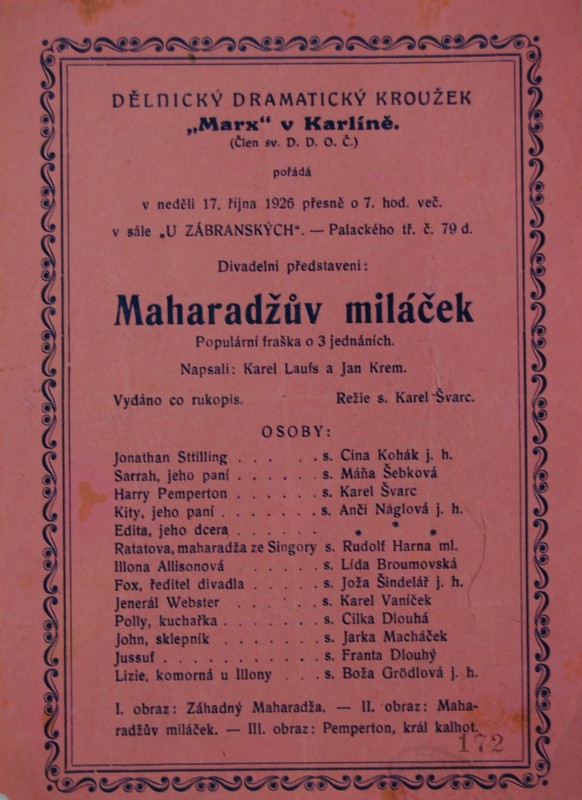 DĚLNICKÝ DRAMATICKÝ KROUŽEK
„Marx“ v Karlíně.
(Člen sv. D. D. O. Č.)
pořádá
v neděli 17. října 1926 přesně o 7. hod. več.
v sále „U ZÁBRANSKÝCH“. — Palackého tř. č. 79 d.
Divadelni představeni:
Maharadžův miláček
Populární fraška o 3 jednáních.
Napsali: Karel Laufs a Jan Krem.
Vydáno co rukopis. Režie s. Karel Švarc.
OSOBY:
Jonathan Sttilling . . . . . . s. Cina Kohák j. h.
Sarrah, jeho paní . . . . . . s. Máňa Šebková
Harry Pemperton . . . . . . s. Karel Švarc
Kity, jeho paní . . . . . . . s. Anči Náglová j. h.
Edita, jeho dcera . . . . . . * * *
Ratatova, maharadža ze Singory s. Rudolf Harna ml.
Illona Allisonová . . . . . . s. Lída Broumovská
Fox, ředitel divadla . . . . . s. Joža Šindelář j. h.
Jenerál Webster . . . . . . s. Karel Vaníček
Polly, kuchařka . . . . . . . s. Cilka Dlouhá
John, sklepník . . . . . . . s. Jarka Macháček
Jussuf . . . . . . . . . . . s. Franta Dlouhý
Lizie, komorná u Illony . . . s. Boža Grödlová j. h.
I. obraz: Záhadný Maharadža. — II. obraz: Maha-
radžův miláček. — III. obraz: Pemperton, král kalhot.
172